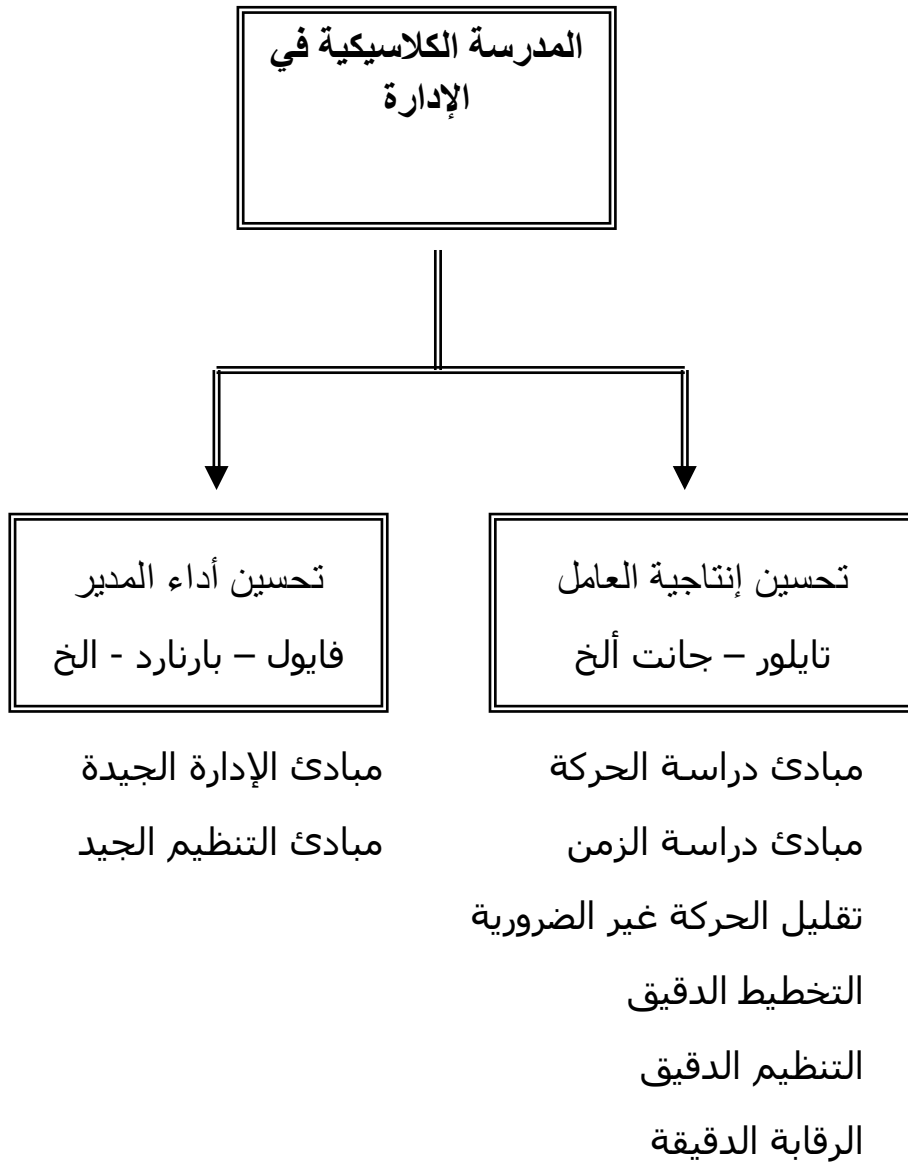 المدرسة الكلاسيكية في
الإدارة
تحسين إنتاجية العامل
تايلور – جانت ألخ
مبادئ دراسة الحركة
مبادئ دراسة الزمن
تقليل الحركة غير الضرورية
التخطيط الدقيق
التنظيم الدقيق
الرقابة الدقيقة
تحسين أداء المدير
فايول – بارنارد - الخ
مبادئ الإدارة الجيدة
مبادئ التنظيم الجيد